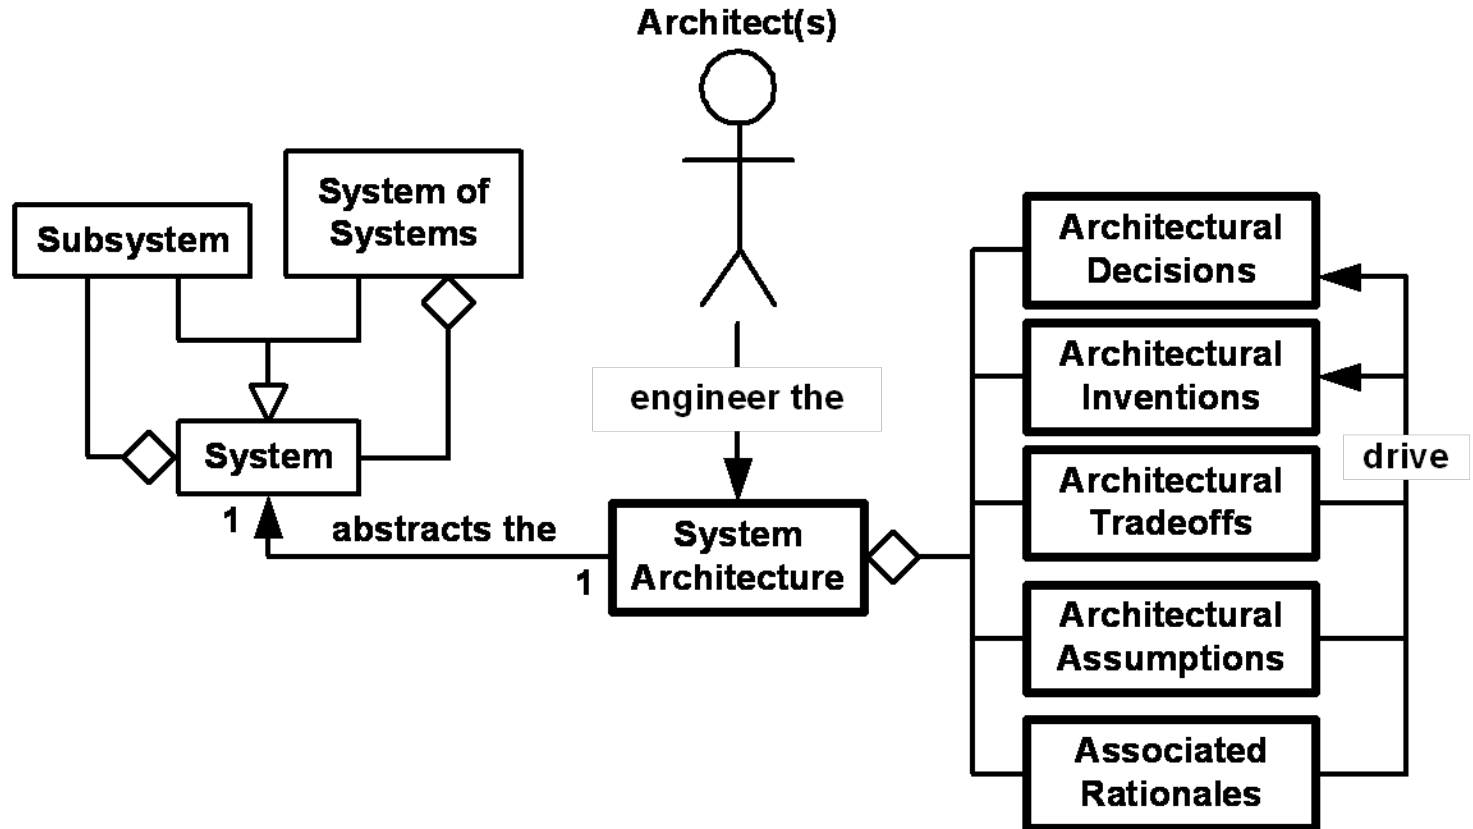 Architect(s)
System of
Systems
Subsystem
System
1
abstracts the
1
engineer the
System
Architecture
Architectural
Decisions
Architectural
Inventions
Architectural
Tradeoffs
Architectural
Assumptions
Associated
Rationales
drive